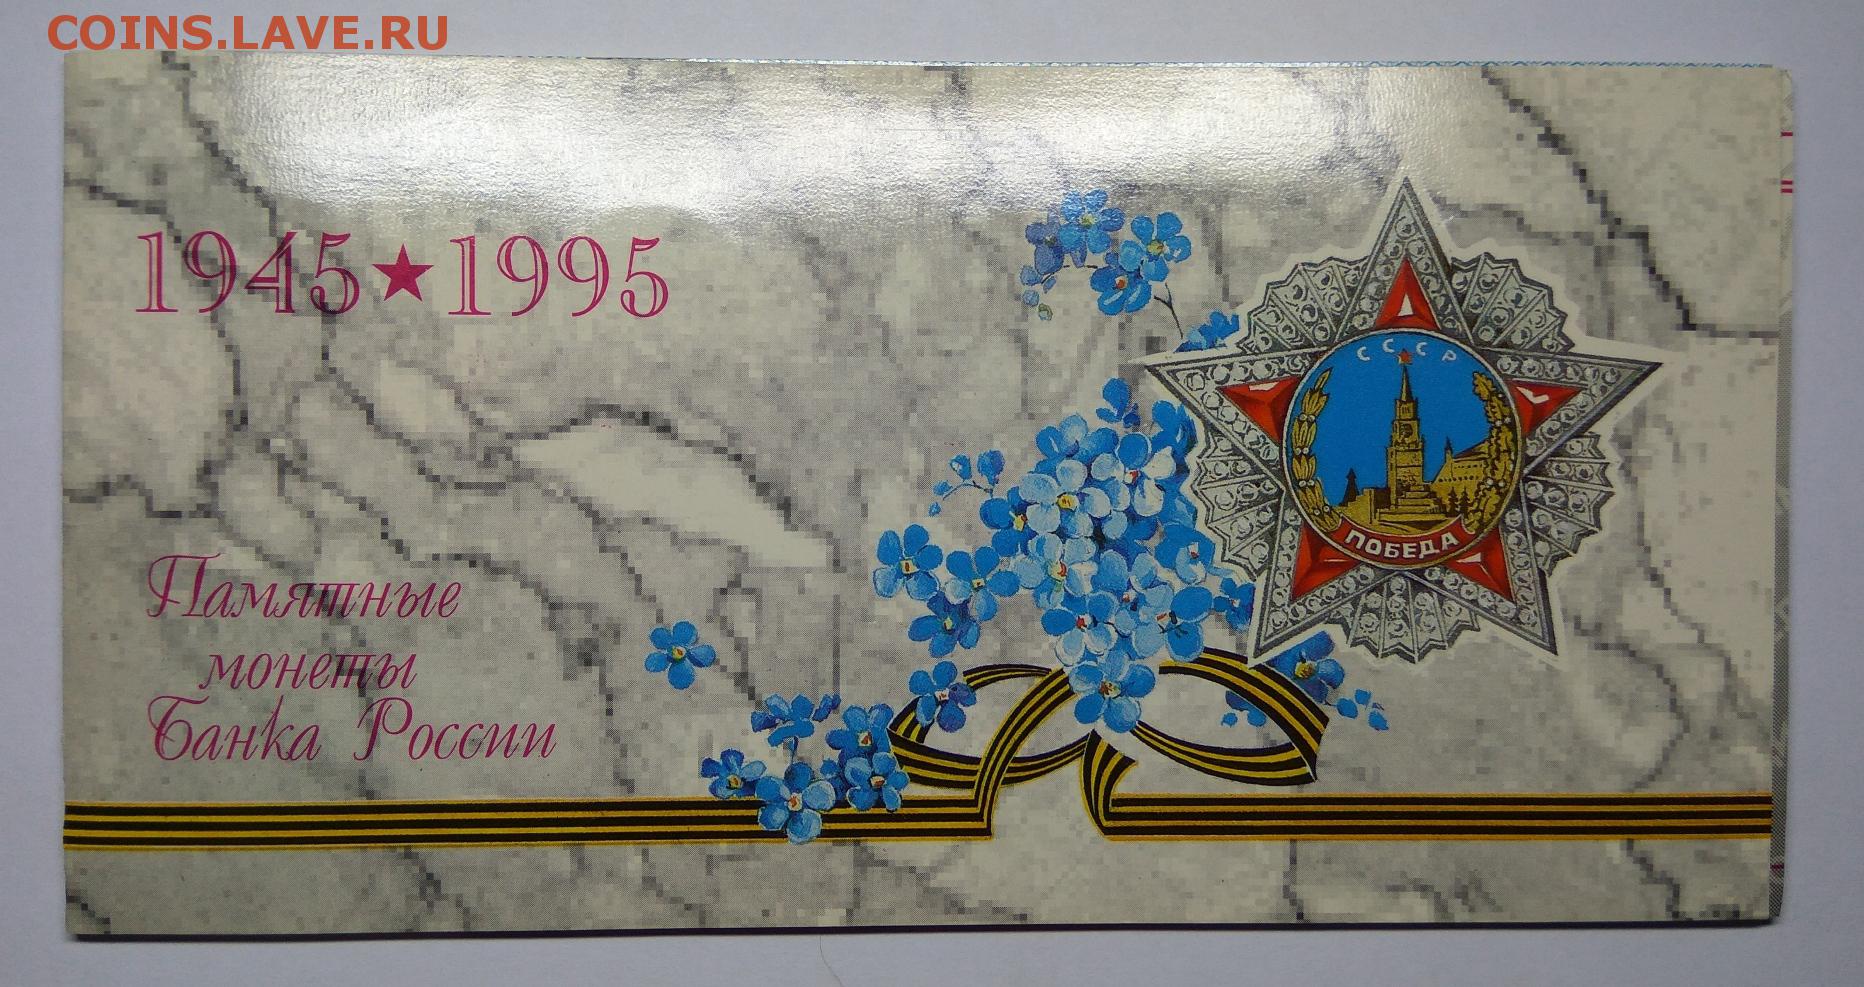 COINS.LAVE.RU
1945★1995
СССР
ПОБЕДА
Памятные
монеты
Банка России